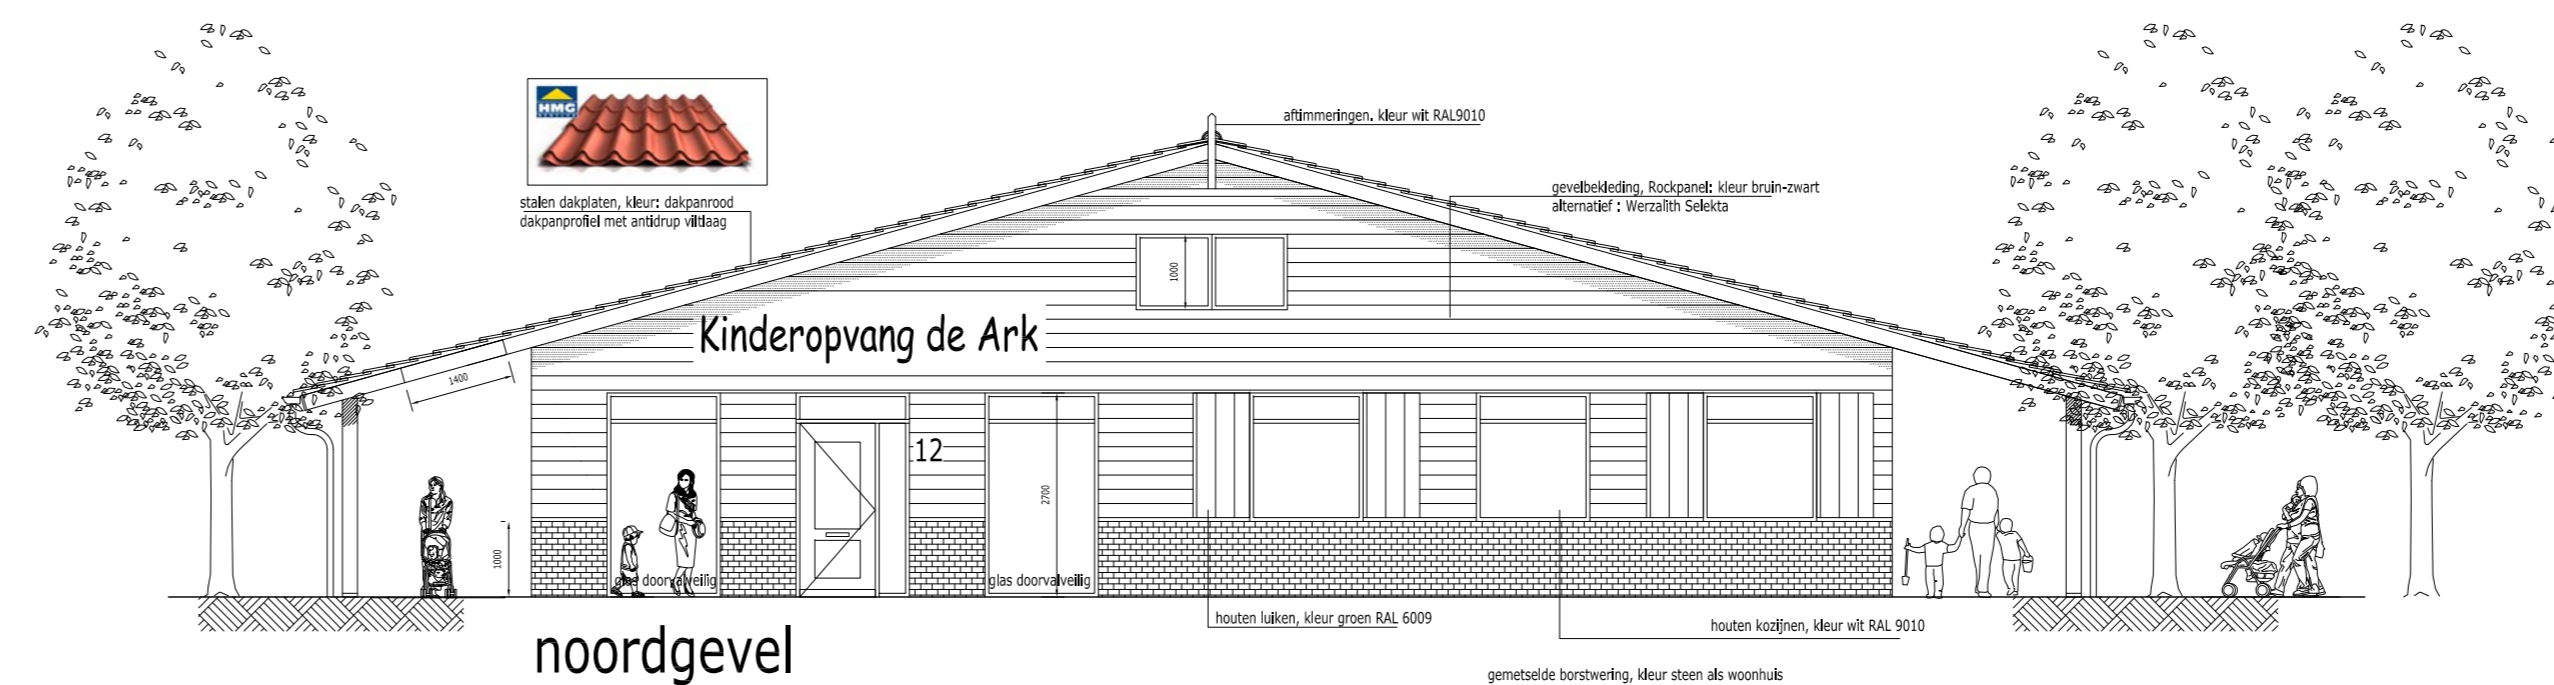 HMG
stalen dakplaten, kleur: dakpanrood
dakpanprofiel met antidrup viltlaag
aftimmeringen. kleur wit RAL9010
gevelbekleding, Rockpanel: kleur bruin-zwart
alternatief : Werzalith Selekta
1000
Kinderopvang de Ark
1400
12
2700
1000
glas doorvalveilig
glas doorvalveilig
houten luiken, kleur groen RAL 6009
houten kozijnen, kleur wit RAL 9010
noordgevel
gemetselde borstwering, kleur steen als woonhuis